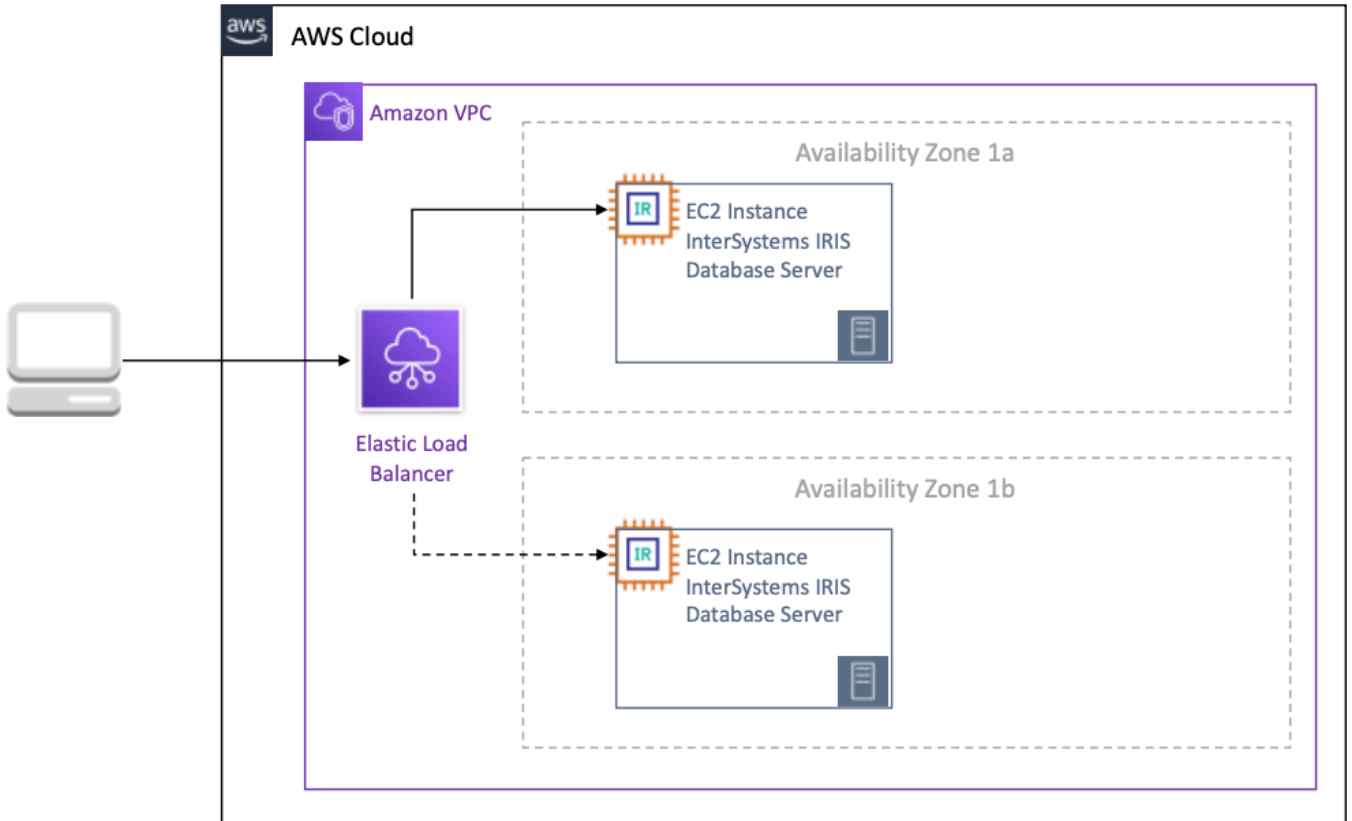 aws
AWS Cloud
Amazon VPC
Availability Zone 1a
IR
EC2 Instance
InterSystems IRIS
Database Server
Elastic Load
Balancer
Availability Zone 1b
IR
EC2 Instance
InterSystems IRIS
Database Server